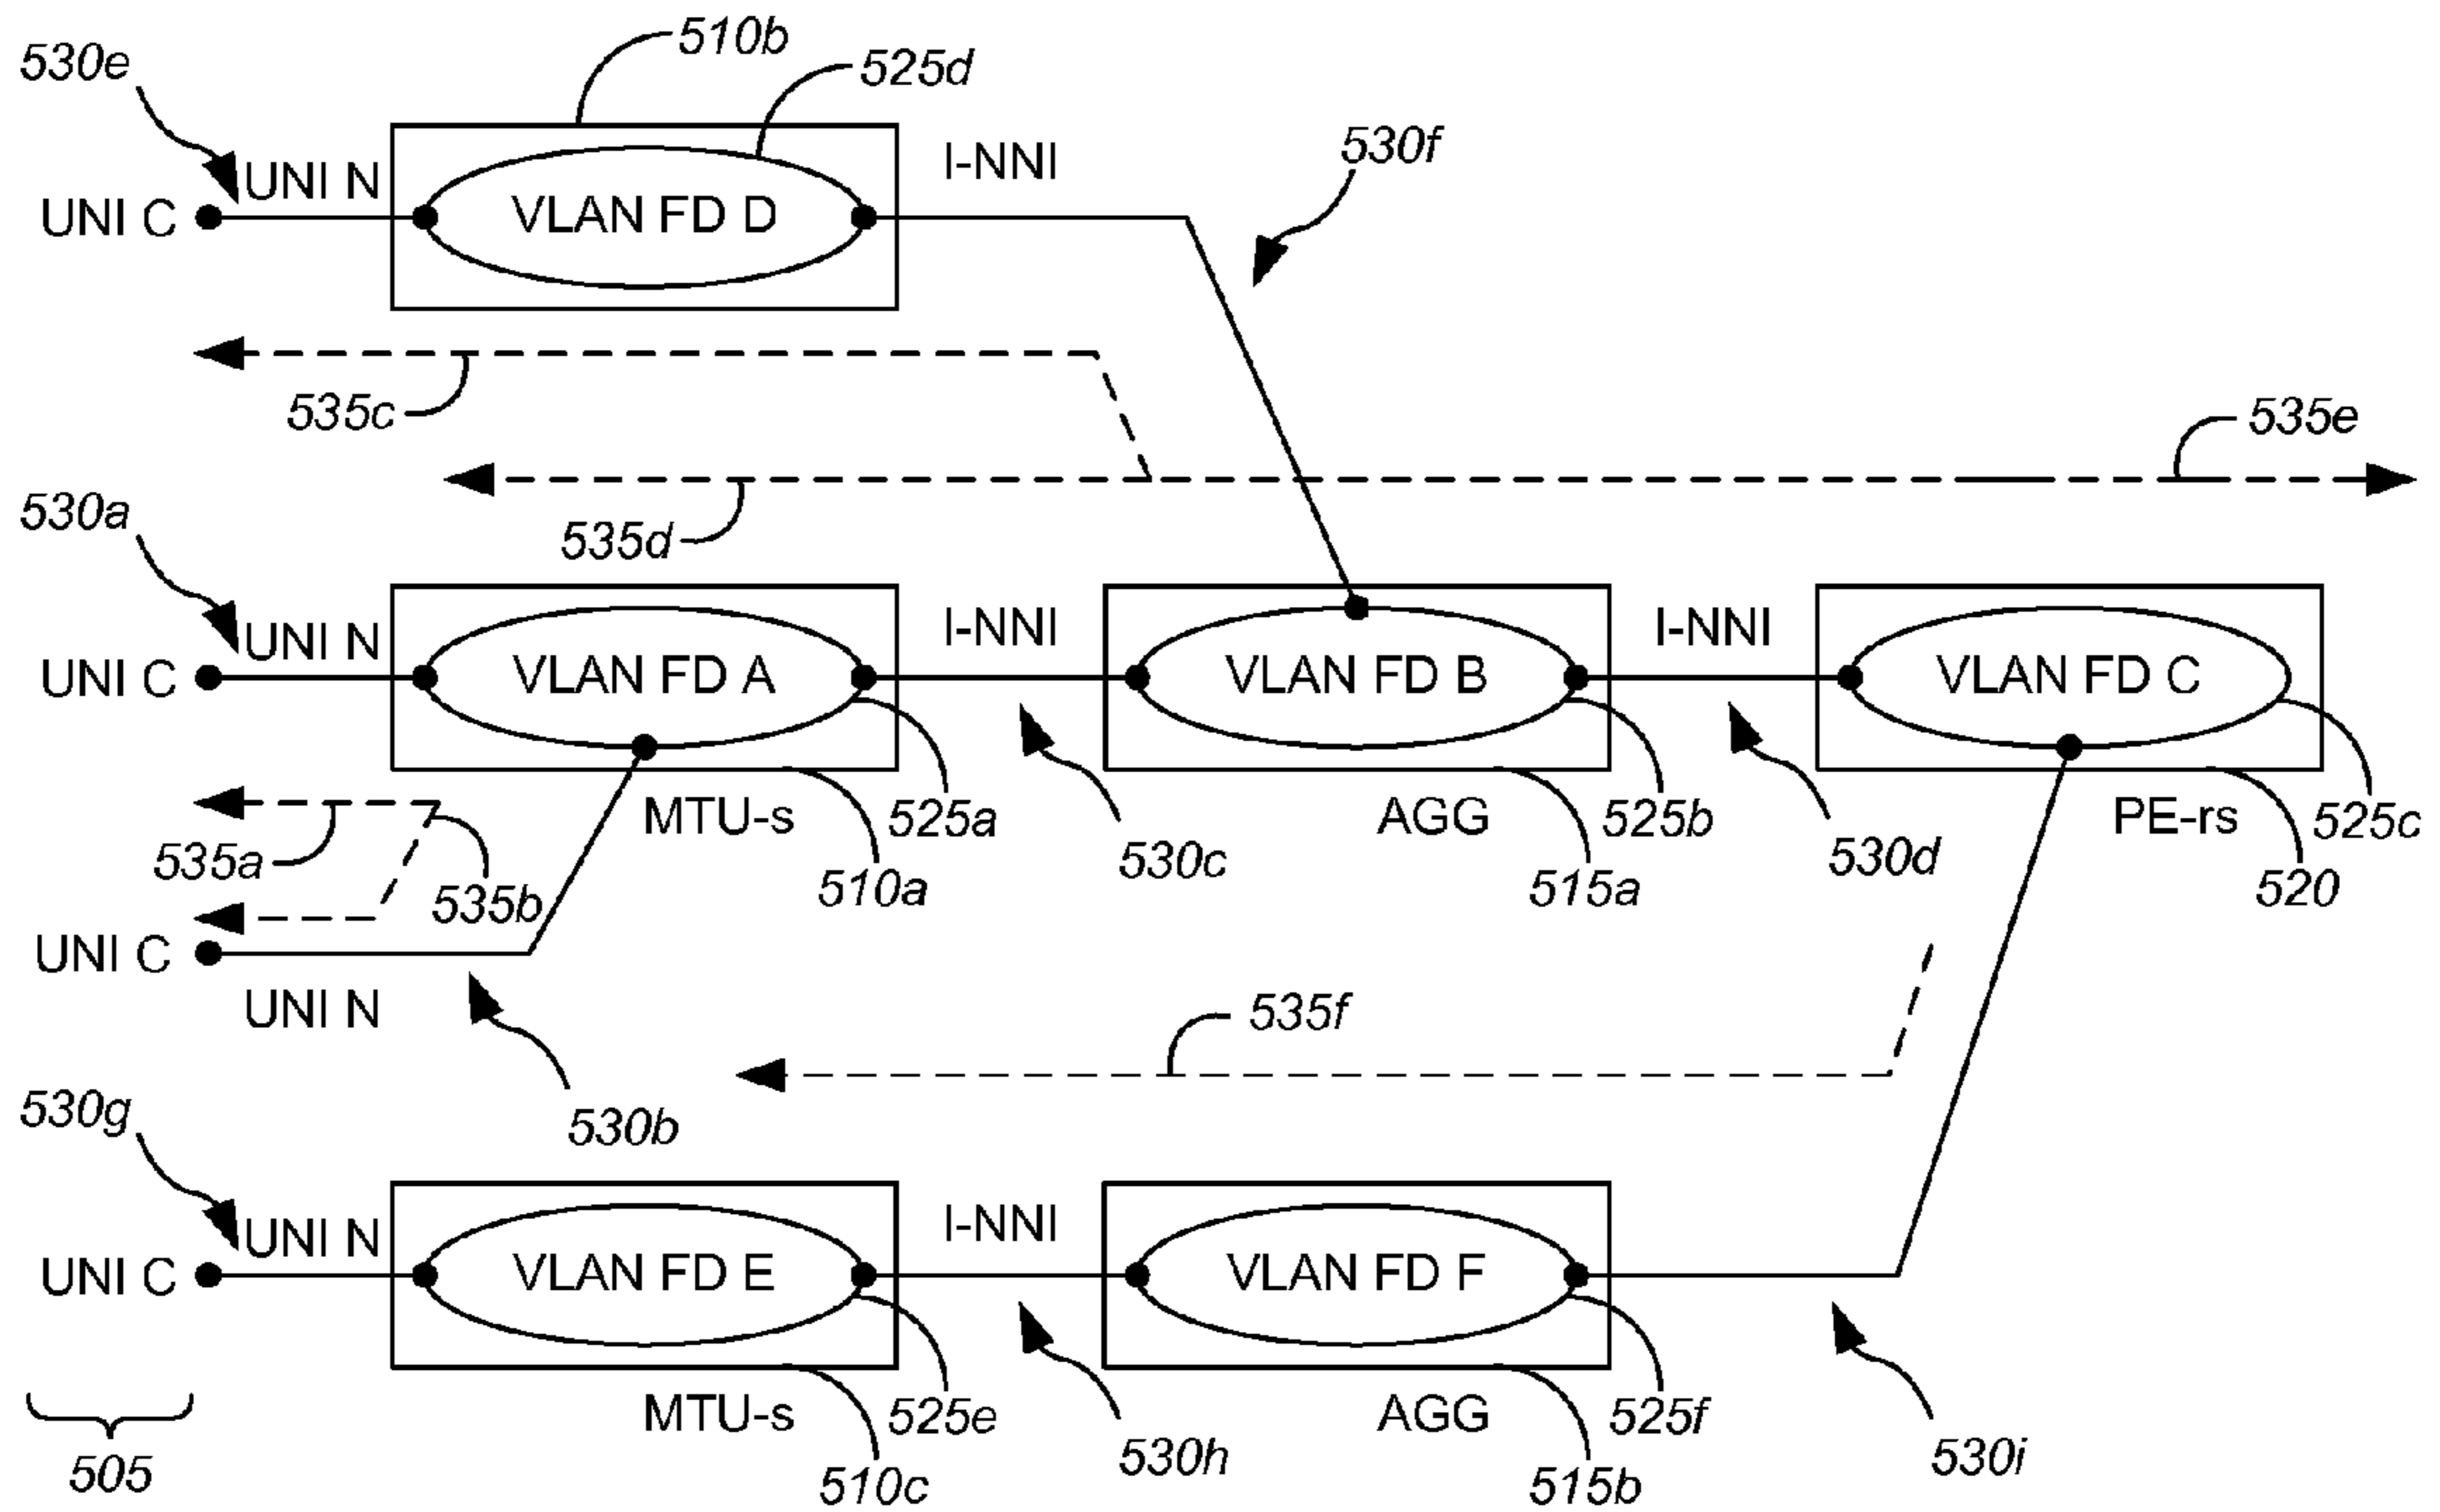 510b
530e
525d
530f
UNI N
I-NNI
UNI C
VLAN FD D
535c
535e
530a
535d
UNI N
I-NNI
I-NNI
UNI C
VLAN FD A
VLAN FD B
VLAN FD C
MTU-s
525a
AGG
525b
PE-rs
525c
535a
530c
530d
535b
510a
515a
520
UNI C
UNI N
535f
530g
530b
UNI N
I-NNI
UNI C
VLAN FD E
VLAN FD F
MTU-s
525e
AGG
525f
505
530h
530i
510c
515b